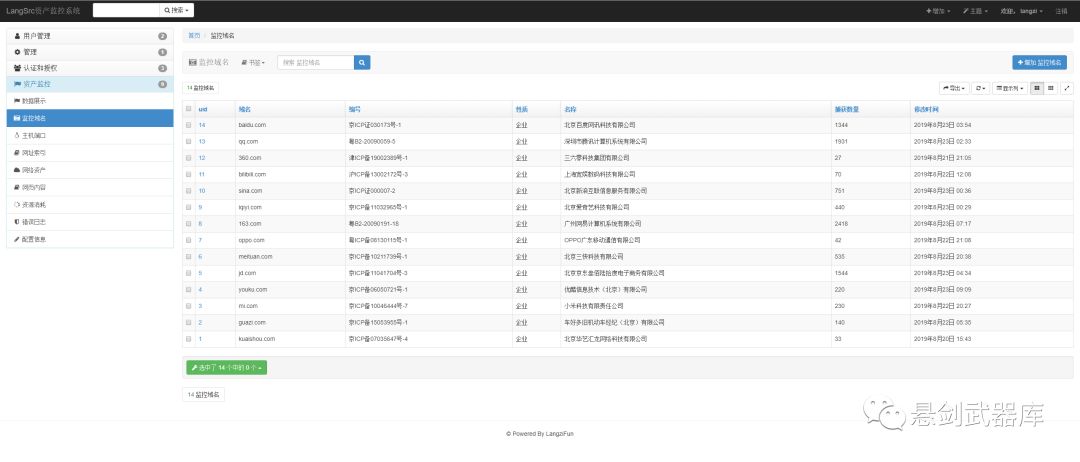 LangSrc资产监控系统 搜索 增加 主题 欢迎, langzi 注销
用户管理 2
管理 1
认证和授权 3
资产监控 9
数据展示
监控域名
主机端口
网址索引
网络资产
网页内容
资源消耗
错误日志
配置信息
首页 / 监控域名
监控域名 书签 搜索 监控域名 增加 监控域名
14 监控域名 导出 显示列
uid 域名 编号 性质 名称 捕获数量 修改时间
14 baidu.com 京ICP证030173号-1 企业 北京百度网讯科技有限公司 1344 2019年8月23日 03:54
13 qq.com 粤B2-20090059-5 企业 深圳市腾讯计算机系统有限公司 1931 2019年8月23日 02:33
12 360.com 津ICP备19002389号-1 企业 三六零科技集团有限公司 27 2019年8月21日 21:05
11 bilibili.com 沪ICP备13002172号-3 企业 上海宽娱数码科技有限公司 70 2019年8月22日 12:08
10 sina.com 京ICP证000007-2 企业 北京新浪互联信息服务有限公司 751 2019年8月23日 00:36
9 iqiyi.com 京ICP备11032965号-1 企业 北京爱奇艺科技有限公司 440 2019年8月23日 00:29
8 163.com 粤B2-20090191-18 企业 广州网易计算机系统有限公司 2418 2019年8月23日 07:17
7 oppo.com 粤ICP备08130115号-1 企业 OPPO广东移动通信有限公司 42 2019年8月22日 21:08
6 meituan.com 京ICP备10211739号-1 企业 北京三快科技有限公司 535 2019年8月22日 20:38
5 jd.com 京ICP备11041704号-3 企业 北京京东叁佰陆拾度电子商务有限公司 1544 2019年8月23日 04:34
4 youku.com 京ICP备06050721号-1 企业 优酷信息技术（北京）有限公司 220 2019年8月23日 09:09
3 mi.com 京ICP备10046444号-7 企业 小米科技有限责任公司 230 2019年8月22日 20:27
2 guazi.com 京ICP备15053955号-1 企业 车好多旧机动车经纪（北京）有限公司 140 2019年8月22日 05:35
1 kuaishou.com 京ICP备07035647号-4 企业 北京华艺汇龙网络科技有限公司 33 2019年8月20日 15:43
选中了 14 个中的 0 个
14 监控域名
悬剑武器库
© Powered By LangziFun